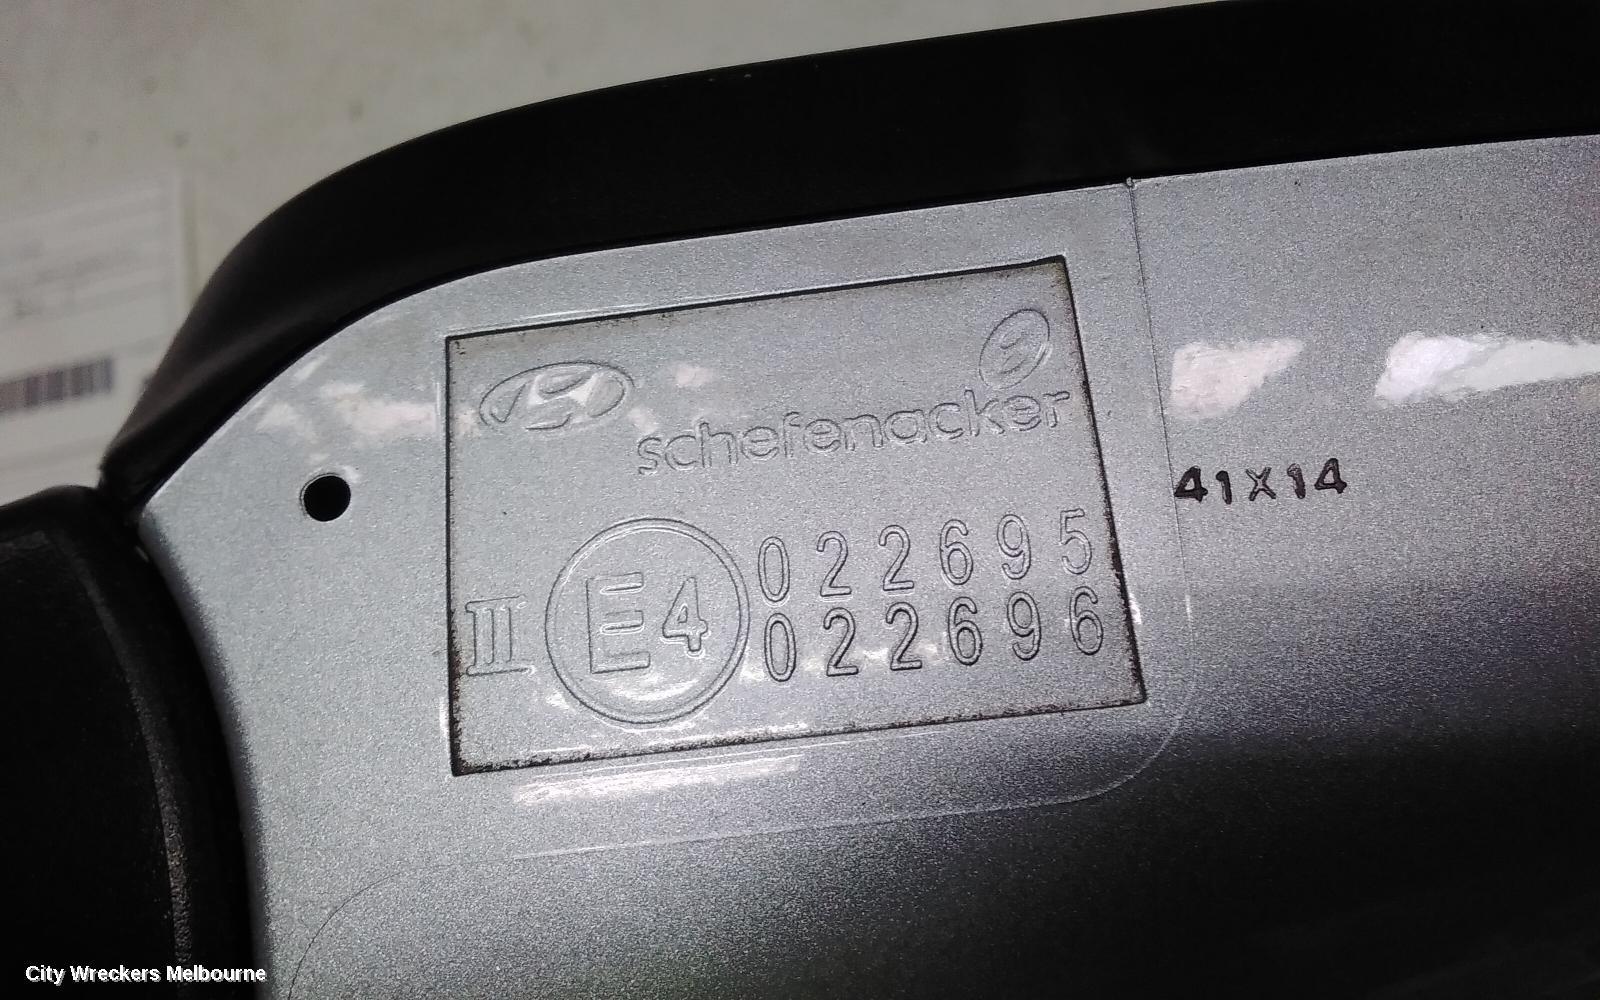 schefenacker
41X14
022695
II E4
022696
City Wreckers Melbourne